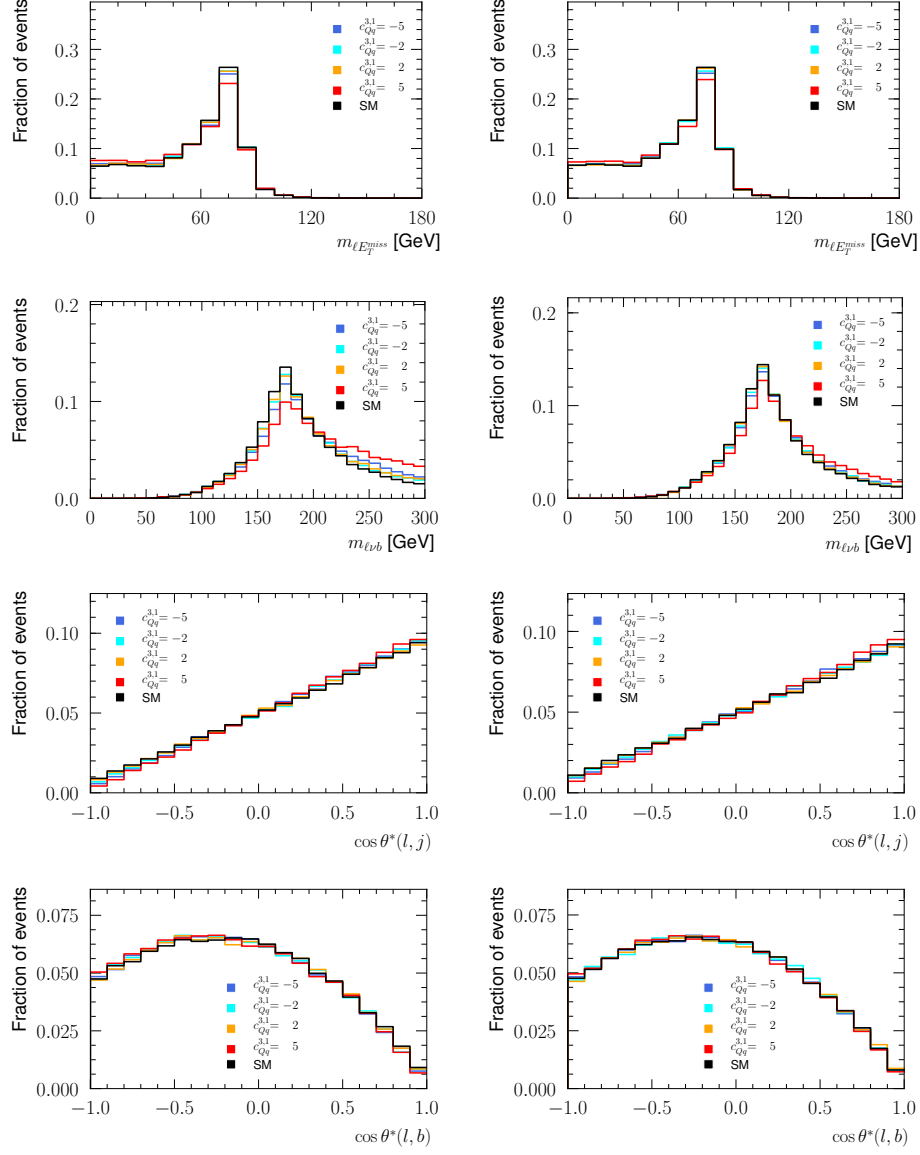 Fraction of events
0.3
0.2
0.1
0.0
0 60 120 180
m_{ℓE_T^{miss}} [GeV]
c_{Qq}^{3,1} = −5
c_{Qq}^{3,1} = −2
c_{Qq}^{3,1} = 2
c_{Qq}^{3,1} = 5
SM
Fraction of events
0.3
0.2
0.1
0.0
0 60 120 180
m_{ℓE_T^{miss}} [GeV]
c_{Qq}^{3,1} = −5
c_{Qq}^{3,1} = −2
c_{Qq}^{3,1} = 2
c_{Qq}^{3,1} = 5
SM
Fraction of events
0.2
0.1
0.0
0 50 100 150 200 250 300
m_{ℓνb} [GeV]
c_{Qq}^{3,1} = −5
c_{Qq}^{3,1} = −2
c_{Qq}^{3,1} = 2
c_{Qq}^{3,1} = 5
SM
Fraction of events
0.2
0.1
0.0
0 50 100 150 200 250 300
m_{ℓνb} [GeV]
c_{Qq}^{3,1} = −5
c_{Qq}^{3,1} = −2
c_{Qq}^{3,1} = 2
c_{Qq}^{3,1} = 5
SM
Fraction of events
0.10
0.05
0.00
−1.0 −0.5 0.0 0.5 1.0
cos θ*(l, j)
c_{Qq}^{3,1} = −5
c_{Qq}^{3,1} = −2
c_{Qq}^{3,1} = 2
c_{Qq}^{3,1} = 5
SM
Fraction of events
0.10
0.05
0.00
−1.0 −0.5 0.0 0.5 1.0
cos θ*(l, j)
c_{Qq}^{3,1} = −5
c_{Qq}^{3,1} = −2
c_{Qq}^{3,1} = 2
c_{Qq}^{3,1} = 5
SM
Fraction of events
0.075
0.050
0.025
0.000
−1.0 −0.5 0.0 0.5 1.0
cos θ*(l, b)
c_{Qq}^{3,1} = −5
c_{Qq}^{3,1} = −2
c_{Qq}^{3,1} = 2
c_{Qq}^{3,1} = 5
SM
Fraction of events
0.075
0.050
0.025
0.000
−1.0 −0.5 0.0 0.5 1.0
cos θ*(l, b)
c_{Qq}^{3,1} = −5
c_{Qq}^{3,1} = −2
c_{Qq}^{3,1} = 2
c_{Qq}^{3,1} = 5
SM